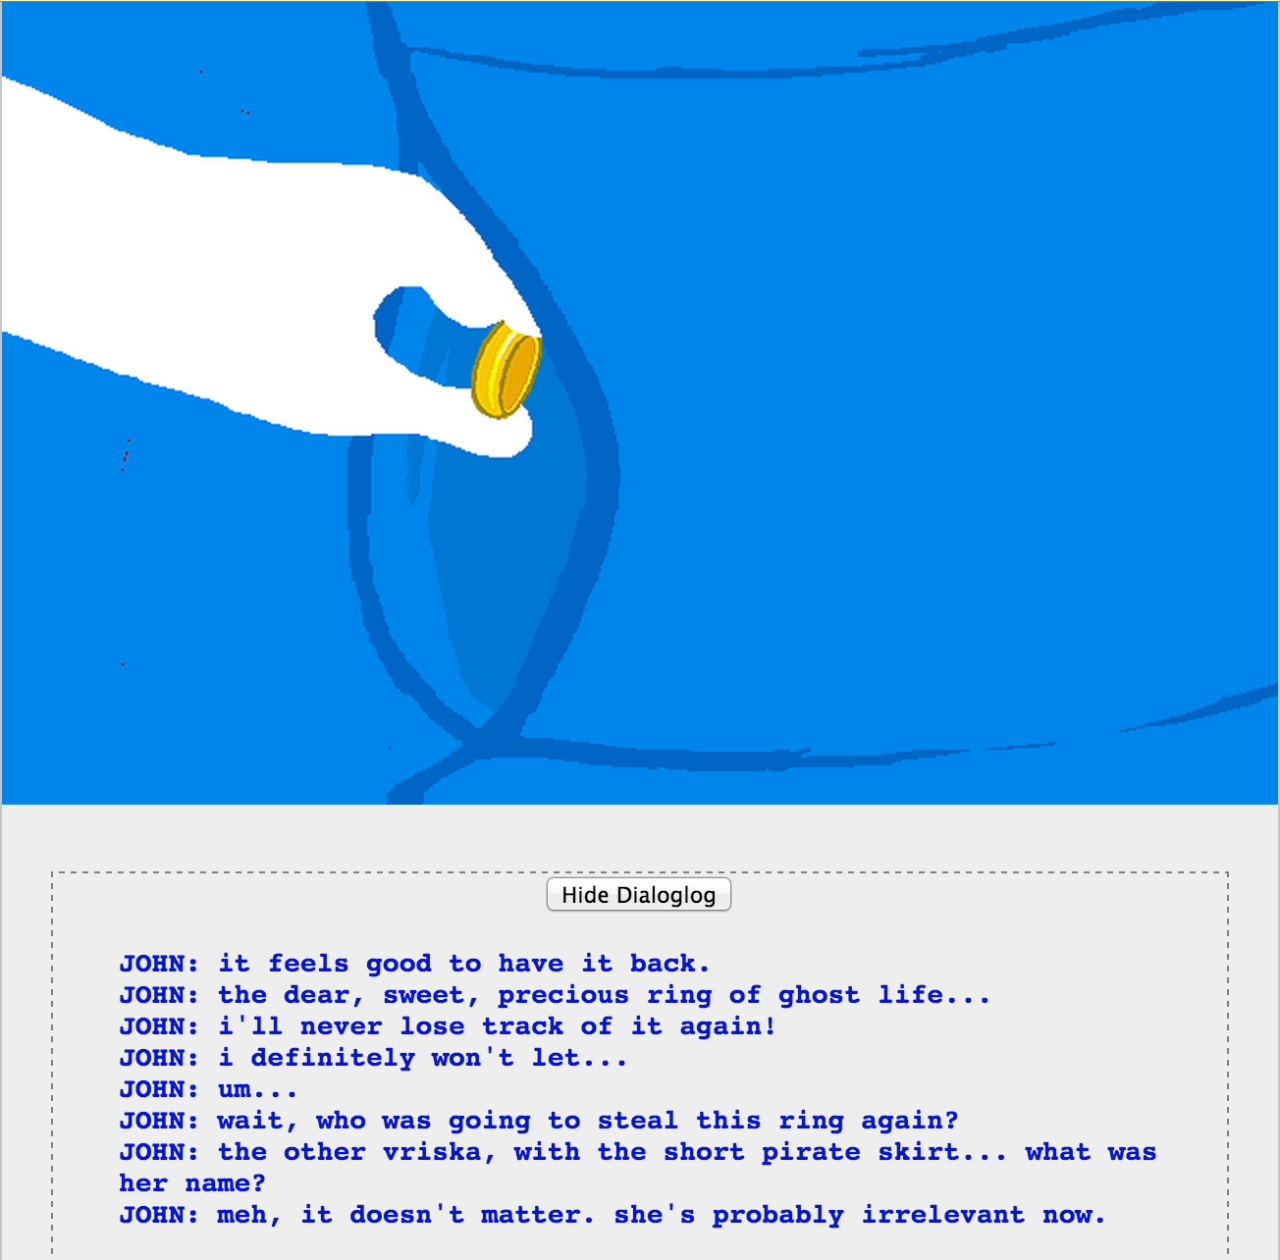 Hide Dialoglog
JOHN: it feels good to have it back.
JOHN: the dear, sweet, precious ring of ghost life...
JOHN: i'll never lose track of it again!
JOHN: i definitely won't let...
JOHN: um...
JOHN: wait, who was going to steal this ring again?
JOHN: the other vriska, with the short pirate skirt... what was
her name?
JOHN: meh, it doesn't matter. she's probably irrelevant now.